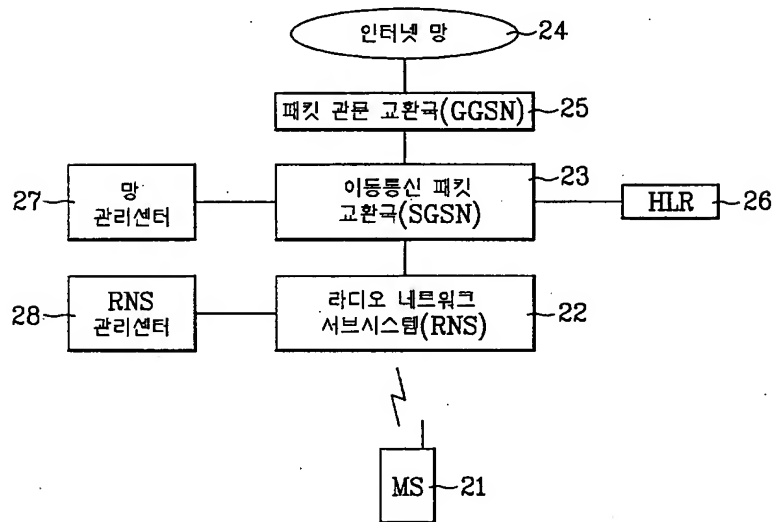 인터넷 망
24
패킷 관문 교환국(GGSN)
25
23
27
망
관리센터
이동통신 패킷
교환국(SGSN)
HLR
26
28
RNS
관리센터
라디오 네트워크
서브시스템(RNS)
22
MS
21